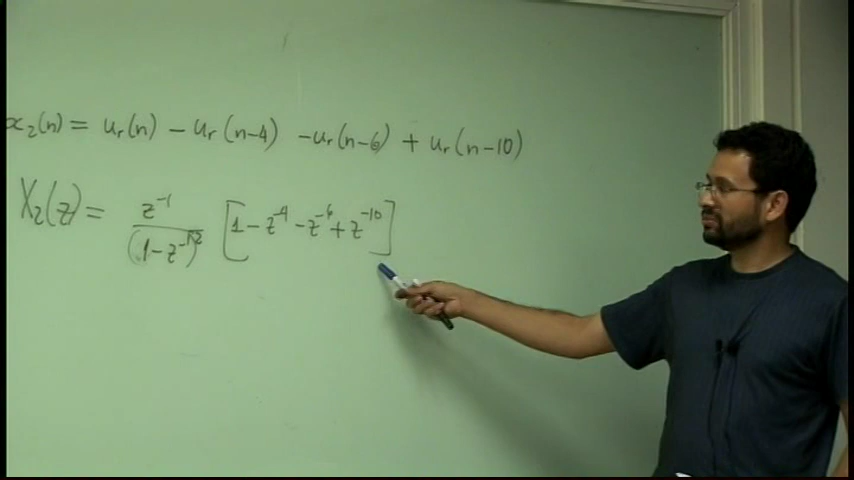 x₂(n) = uᵣ(n) − uᵣ(n−4) − uᵣ(n−6) + uᵣ(n−10)
X₂(z) = z⁻¹/(1−z⁻¹)² [1 − z⁻⁴ − z⁻⁶ + z⁻¹⁰]